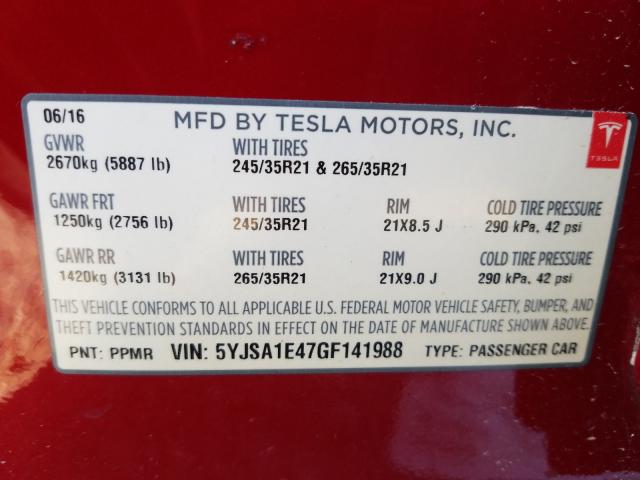 06/16 MFD BY TESLA MOTORS, INC.
TESLA
GVWR WITH TIRES
2670kg (5887 lb) 245/35R21 & 265/35R21
GAWR FRT WITH TIRES RIM COLD TIRE PRESSURE
1250kg (2756 lb) 245/35R21 21X8.5 J 290 kPa, 42 psi
GAWR RR WITH TIRES RIM COLD TIRE PRESSURE
1420kg (3131 lb) 265/35R21 21X9.0 J 290 kPa, 42 psi
THIS VEHICLE CONFORMS TO ALL APPLICABLE U.S. FEDERAL MOTOR VEHICLE SAFETY, BUMPER, AND
THEFT PREVENTION STANDARDS IN EFFECT ON THE DATE OF MANUFACTURE SHOWN ABOVE.
PNT: PPMR VIN: 5YJSA1E47GF141988 TYPE: PASSENGER CAR